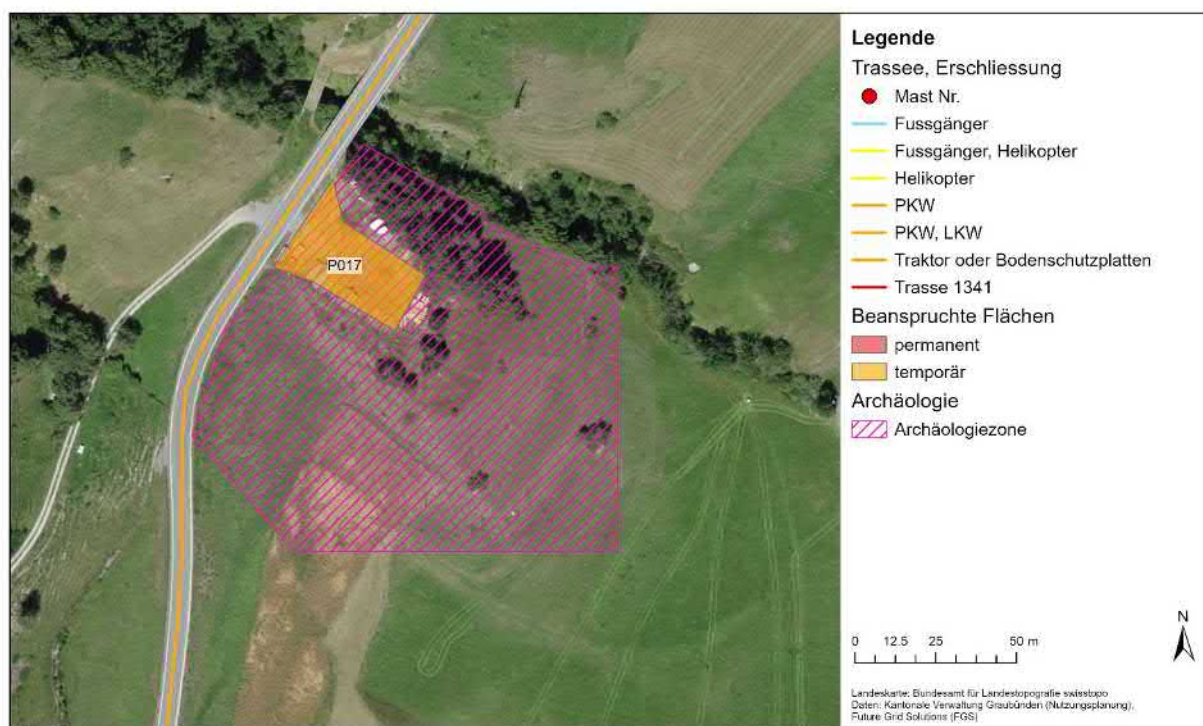 P017
Legende
Trassee, Erschliessung
Mast Nr.
Fussgänger
Fussgänger, Helikopter
Helikopter
PKW
PKW, LKW
Traktor oder Bodenschutzplatten
Trasse 1341
Beanspruchte Flächen
permanent
temporär
Archäologie
Archäologiezone
N
0 12.5 25 50 m
Landeskarte: Bundesamt für Landestopografie swisstopo
Daten: Kantonale Verwaltung Graubünden (Nutzungsplanung),
Future Grid Solutions (FGS)